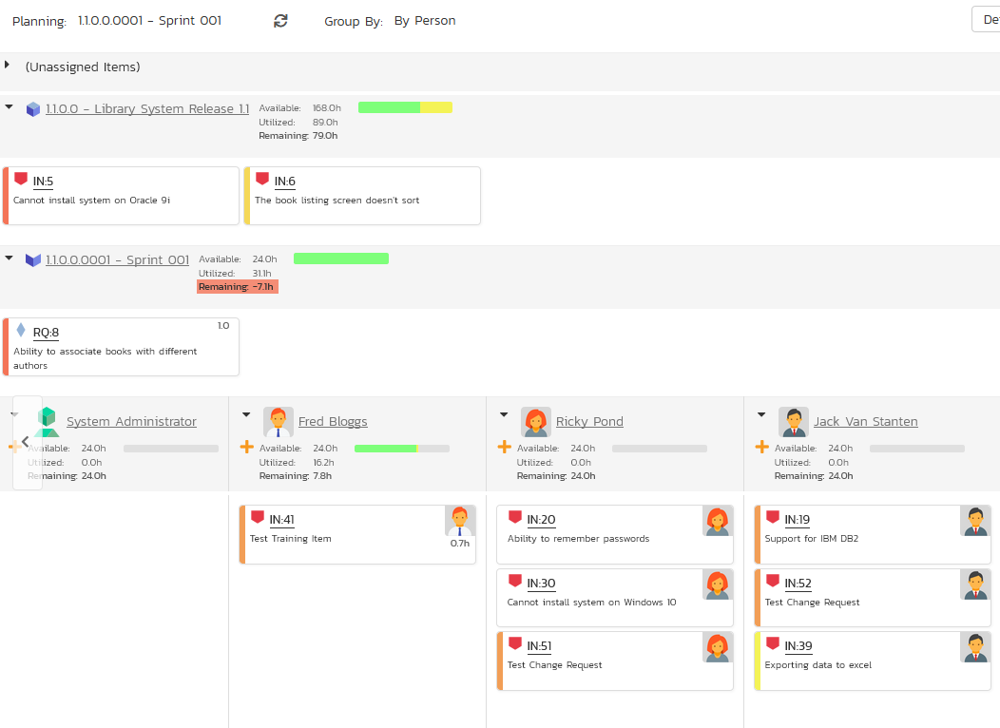 Planning: 1.1.0.0.0001 - Sprint 001 Group By: By Person De
(Unassigned Items)
1.1.0.0 - Library System Release 1.1 Available: 168.0h
Utilized: 89.0h
Remaining: 79.0h
IN:5 IN:6
Cannot install system on Oracle 9i The book listing screen doesn't sort
1.1.0.0.0001 - Sprint 001 Available: 24.0h
Utilized: 31.1h
Remaining: -7.1h
RQ:8 1.0
Ability to associate books with different
authors
System Administrator Fred Bloggs Ricky Pond Jack Van Stanten
Available: 24.0h Available: 24.0h Available: 24.0h Available: 24.0h
Utilized: 0.0h Utilized: 16.2h Utilized: 0.0h Utilized: 0.0h
Remaining: 24.0h Remaining: 7.8h Remaining: 24.0h Remaining: 24.0h
IN:41 IN:20 IN:19
Test Training Item 0.7h Ability to remember passwords Support for IBM DB2
IN:30 IN:52
Cannot install system on Windows 10 Test Change Request
IN:51 IN:39
Test Change Request Exporting data to excel